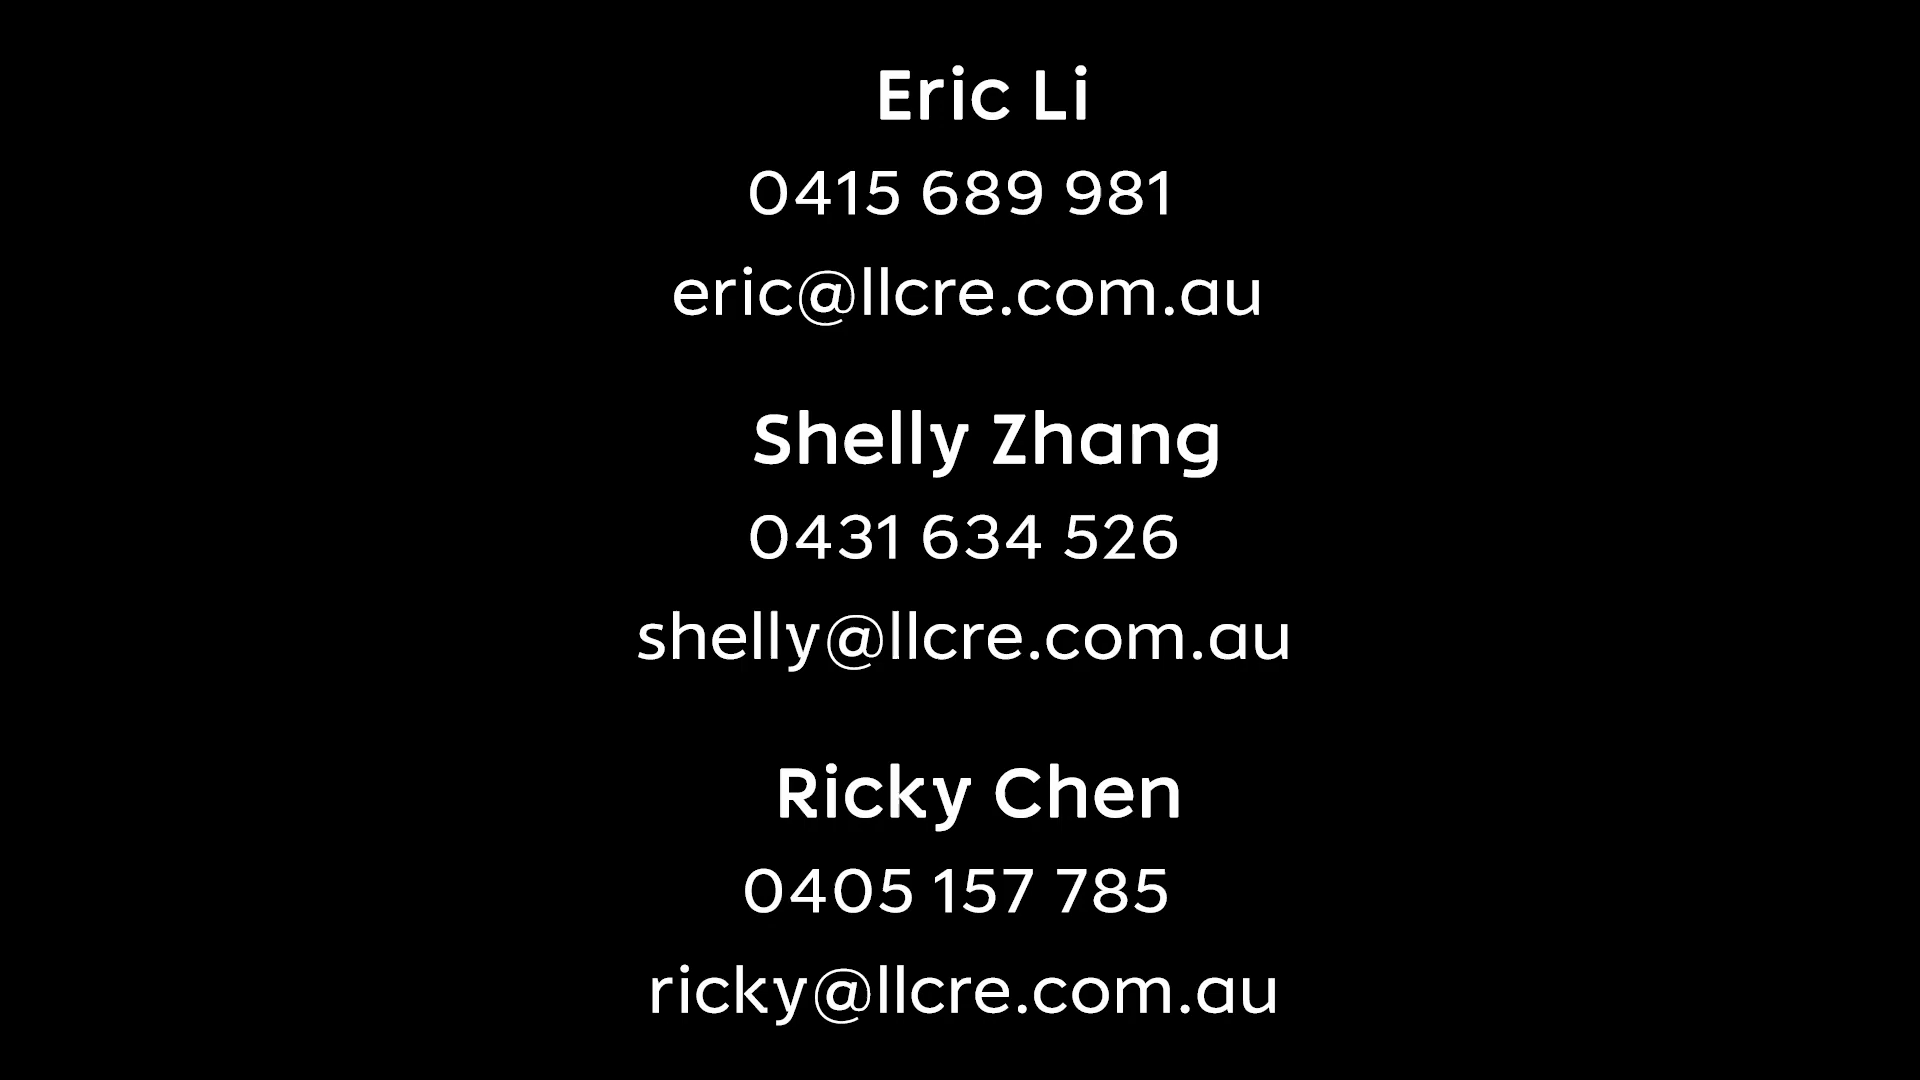 Eric Li
0415 689 981
eric@llcre.com.au
Shelly Zhang
0431 634 526
shelly@llcre.com.au
Ricky Chen
0405 157 785
ricky@llcre.com.au